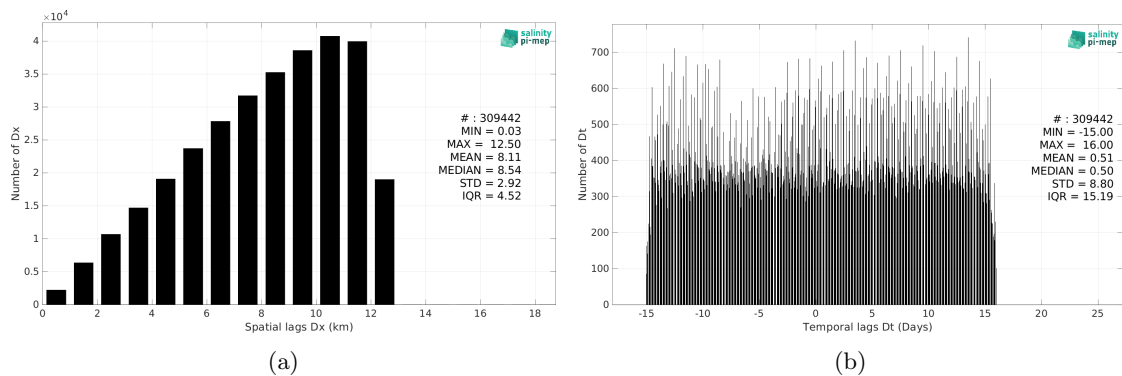 ×10⁴
4
3.5
3
2.5
2
1.5
1
0.5
0
Number of Dx
0 2 4 6 8 10 12 14 16 18
Spatial lags Dx (km)
salinity
pi-mep
# : 309442
MIN = 0.03
MAX = 12.50
MEAN = 8.11
MEDIAN = 8.54
STD = 2.92
IQR = 4.52
(a)
700
600
500
400
300
200
100
0
Number of Dt
-15 -10 -5 0 5 10 15 20 25
Temporal lags Dt (Days)
salinity
pi-mep
# : 309442
MIN = -15.00
MAX = 16.00
MEAN = 0.51
MEDIAN = 0.50
STD = 8.80
IQR = 15.19
(b)